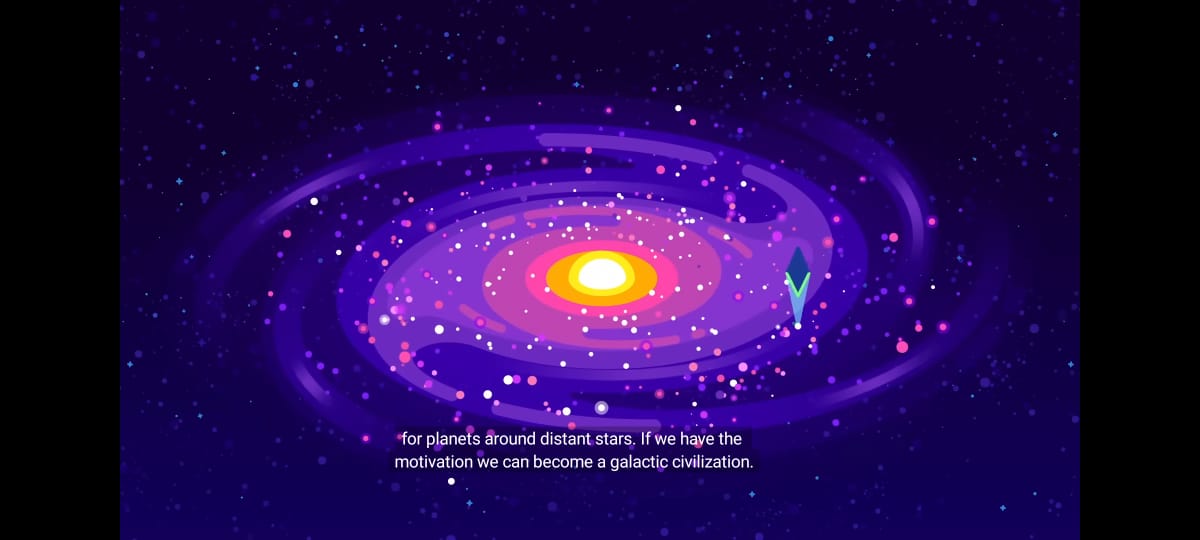 for planets around distant stars. If we have the
motivation we can become a galactic civilization.